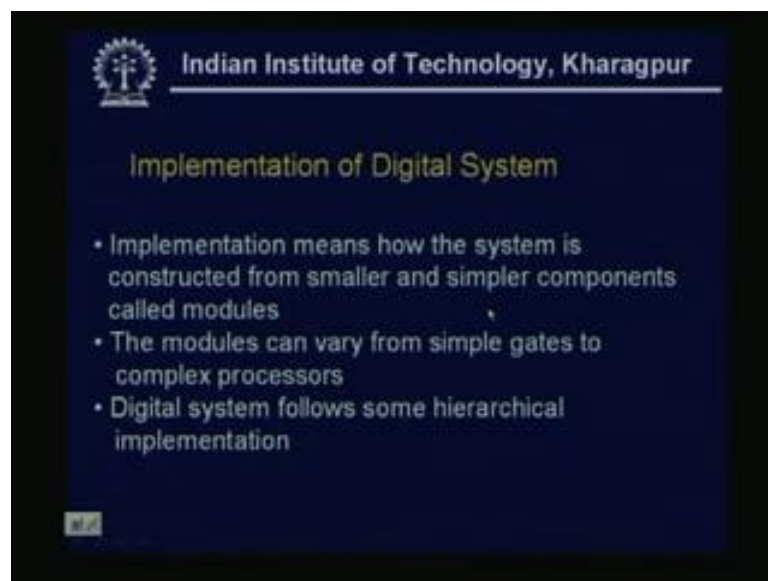 Indian Institute of Technology, Kharagpur
Implementation of Digital System
• Implementation means how the system is
constructed from smaller and simpler components
called modules
• The modules can vary from simple gates to
complex processors
• Digital system follows some hierarchical
implementation